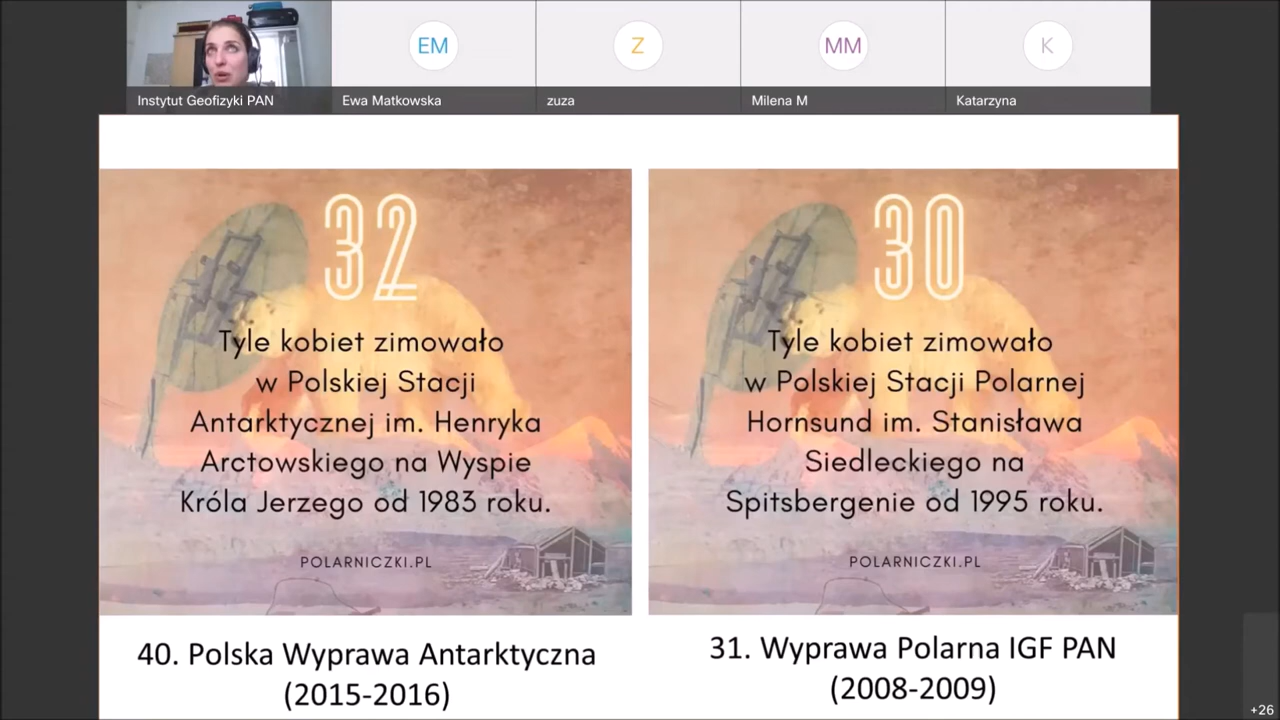 EM
Z
MM
K
Instytut Geofizyki PAN
Ewa Matkowska
zuza
Milena M
Katarzyna
32
Tyle kobiet zimowało
w Polskiej Stacji
Antarktycznej im. Henryka
Arctowskiego na Wyspie
Króla Jerzego od 1983 roku.
POLARNICZKI.PL
40. Polska Wyprawa Antarktyczna
(2015-2016)
30
Tyle kobiet zimowało
w Polskiej Stacji Polarnej
Hornsund im. Stanisława
Siedleckiego na
Spitsbergenie od 1995 roku.
POLARNICZKI.PL
31. Wyprawa Polarna IGF PAN
(2008-2009)
+26